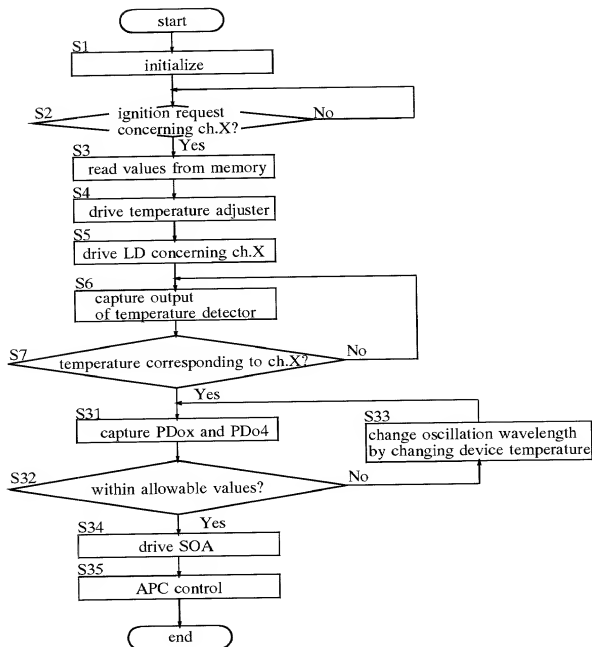 start
S1
initialize
S2
ignition request
concerning ch.X?
No
Yes
S3
read values from memory
S4
drive temperature adjuster
S5
drive LD concerning ch.X
S6
capture output
of temperature detector
S7
temperature corresponding to ch.X?
No
Yes
S31
capture PDox and PDo4
S33
change oscillation wavelength
by changing device temperature
S32
within allowable values?
No
Yes
S34
drive SOA
S35
APC control
end